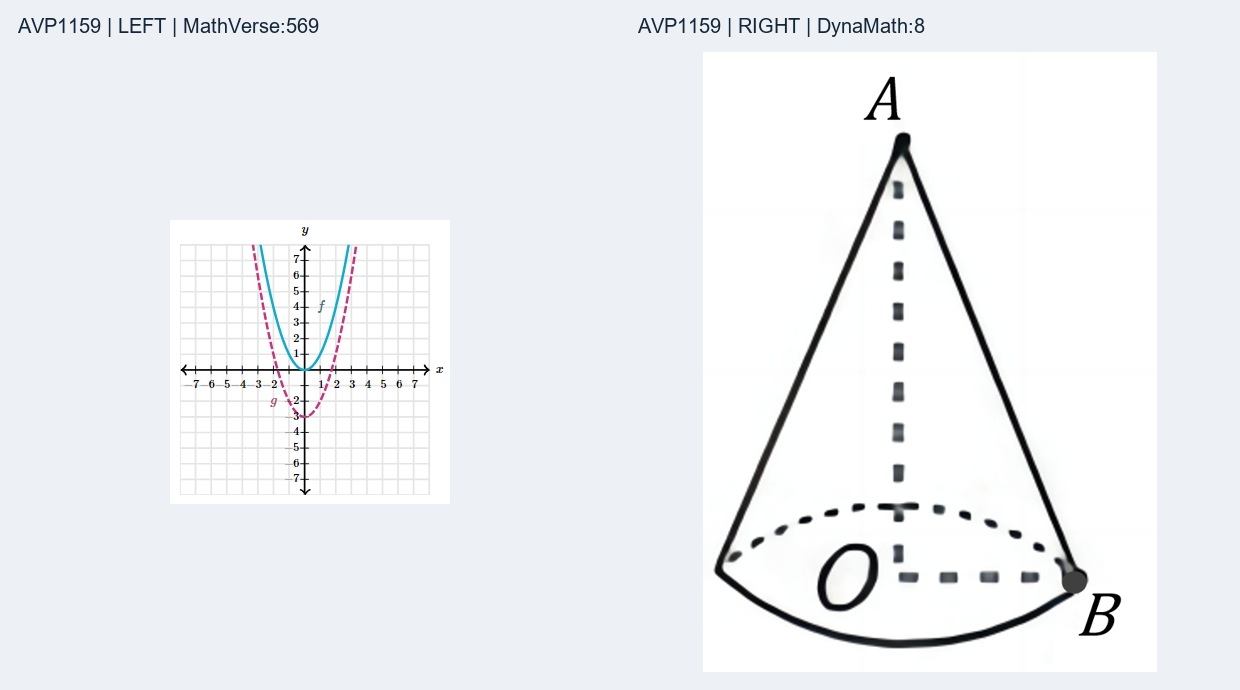 AVP1159 | LEFT | MathVerse:569
AVP1159 | RIGHT | DynaMath:8
y
7
6
5
4
3
2
1
f
x
-7 -6 -5 -4 -3 -2 1 2 3 4 5 6 7
g
-2
-3
-4
-5
-6
-7
A
O
B